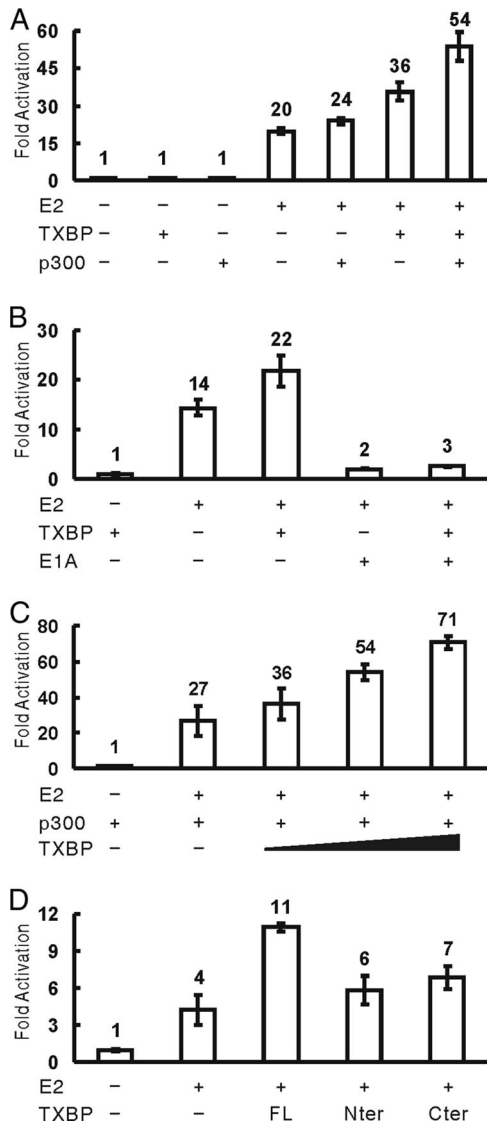 A
Fold Activation
60
45
30
15
0
1 1 1 20 24 36 54
E2 – – – + + + +
TXBP – + – – – + +
p300 – – + – + – +
B
Fold Activation
30
20
10
0
1 14 22 2 3
E2 – + + + +
TXBP + – + – +
E1A – – – + +
C
Fold Activation
80
60
40
20
0
1 27 36 54 71
E2 – + + + +
p300 + + + + +
TXBP – –
D
Fold Activation
12
9
6
3
0
1 4 11 6 7
E2 – + + + +
TXBP – – FL Nter Cter